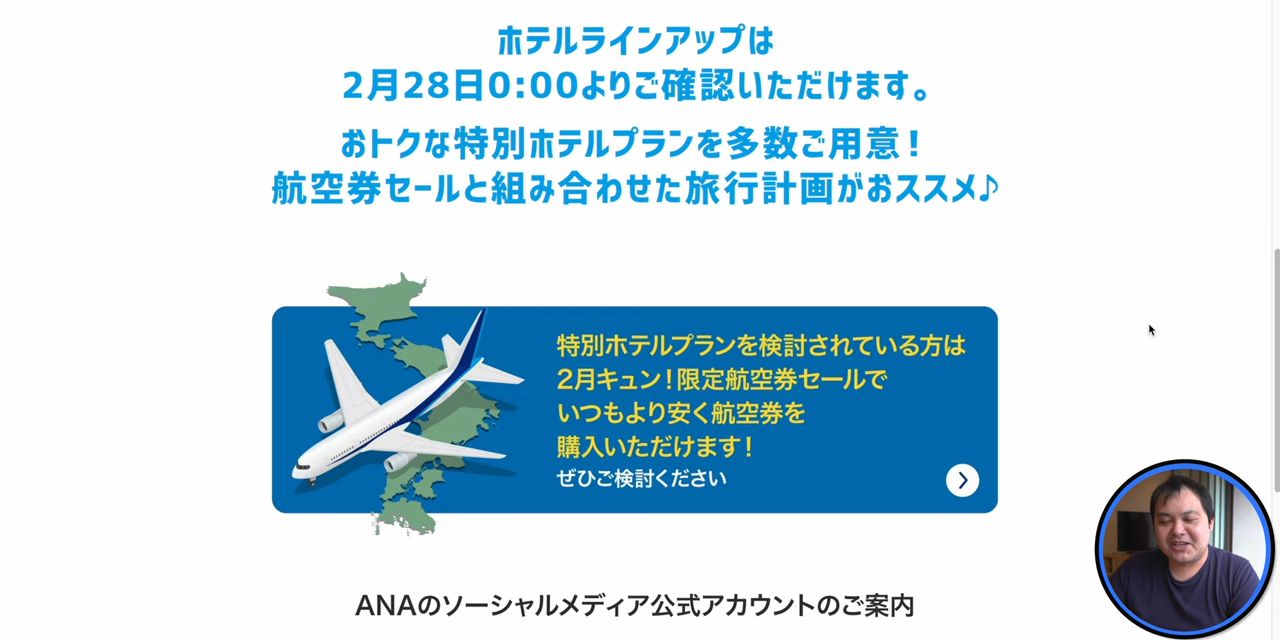 ホテルラインアップは
2月28日0:00よりご確認いただけます。
おトクな特別ホテルプランを多数ご用意！
航空券セールと組み合わせた旅行計画がおススメ♪
特別ホテルプランを検討されている方は
2月キュン！限定航空券セールで
いつもより安く航空券を
購入いただけます！
ぜひご検討ください
ANAのソーシャルメディア公式アカウントのご案内